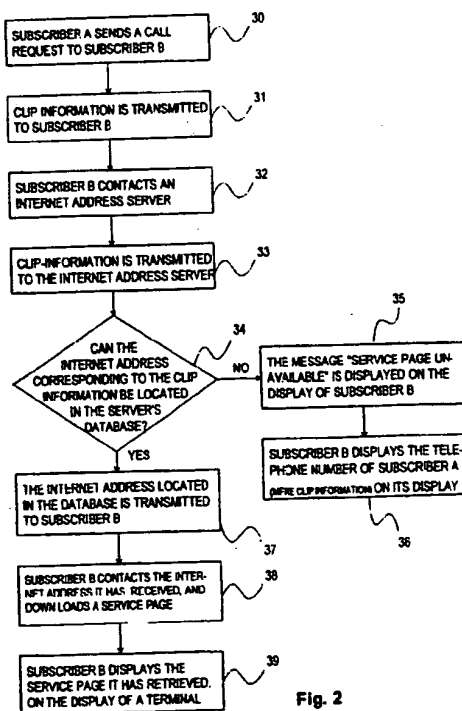 30
SUBSCRIBER A SENDS A CALL
REQUEST TO SUBSCRIBER B
31
CLIP INFORMATION IS TRANSMITTED
TO SUBSCRIBER B
32
SUBSCRIBER B CONTACTS AN
INTERNET ADDRESS SERVER
33
CLIP-INFORMATION IS TRANSMITTED
TO THE INTERNET ADDRESS SERVER
34
CAN THE
INTERNET ADDRESS
CORRESPONDING TO THE CLIP
INFORMATION BE LOCATED
IN THE SERVER'S
DATABASE?
NO
35
THE MESSAGE "SERVICE PAGE UN-
AVAILABLE" IS DISPLAYED ON THE
DISPLAY OF SUBSCRIBER B
SUBSCRIBER B DISPLAYS THE TELE-
PHONE NUMBER OF SUBSCRIBER A
(MERE CLIP INFORMATION) ON ITS DISPLAY
36
YES
THE INTERNET ADDRESS LOCATED
IN THE DATABASE IS TRANSMITTED
TO SUBSCRIBER B
37
38
SUBSCRIBER B CONTACTS THE INTER-
NET ADDRESS IT HAS RECEIVED, AND
DOWN LOADS A SERVICE PAGE
39
SUBSCRIBER B DISPLAYS THE
SERVICE PAGE IT HAS RETRIEVED,
ON THE DISPLAY OF A TERMINAL
Fig. 2